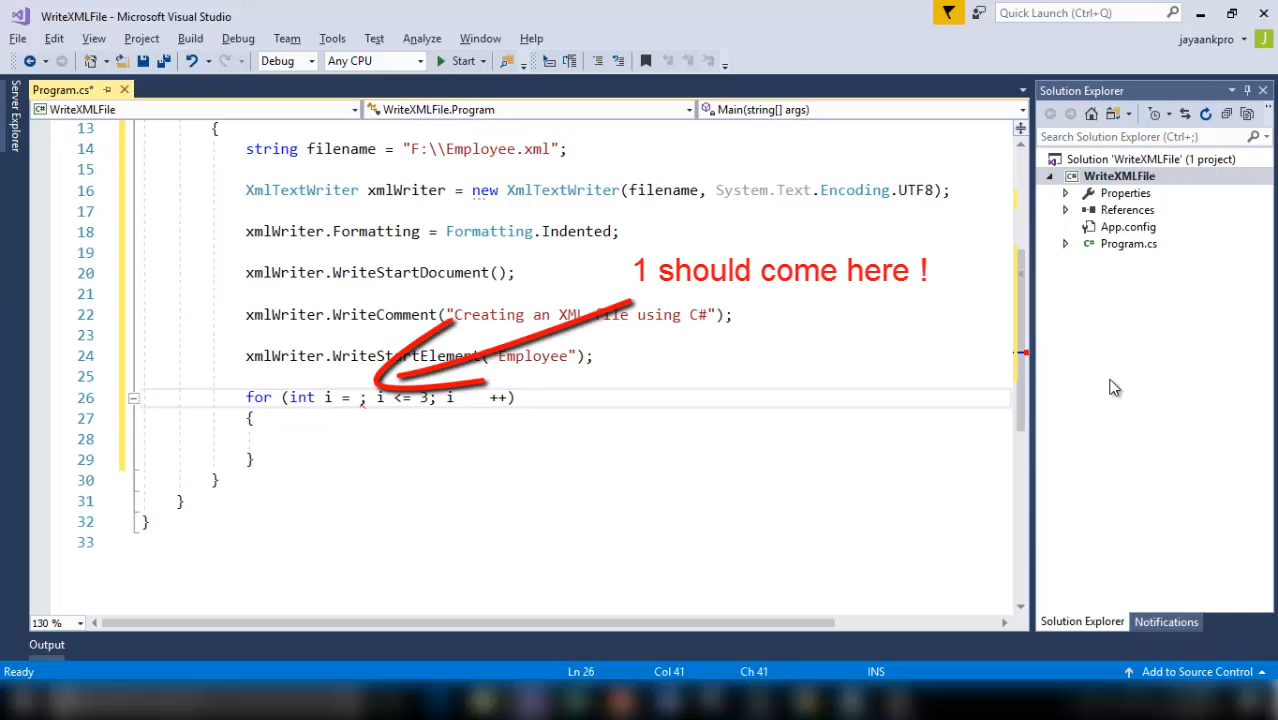 WriteXMLFile - Microsoft Visual Studio
Quick Launch (Ctrl+Q)
File Edit View Project Build Debug Team Tools Test Analyze Window Help
jayaankpro J
Debug Any CPU Start
Server Explorer
Program.cs*
WriteXMLFile WriteXMLFile.Program Main(string[] args)
13 {
14 string filename = "F:\\Employee.xml";
15
16 XmlTextWriter xmlWriter = new XmlTextWriter(filename, System.Text.Encoding.UTF8);
17
18 xmlWriter.Formatting = Formatting.Indented;
19
20 xmlWriter.WriteStartDocument();
1 should come here !
21
22 xmlWriter.WriteComment("Creating an XML File using C#");
23
24 xmlWriter.WriteStartElement("Employee");
25
26 for (int i = ; i <= 3; i ++)
27 {
28
29 }
30 }
31 }
32 }
33
130 %
Solution Explorer
Search Solution Explorer (Ctrl+;)
Solution 'WriteXMLFile' (1 project)
WriteXMLFile
Properties
References
App.config
Program.cs
Solution Explorer Notifications
Output
Ready Ln 26 Col 41 Ch 41 INS Add to Source Control